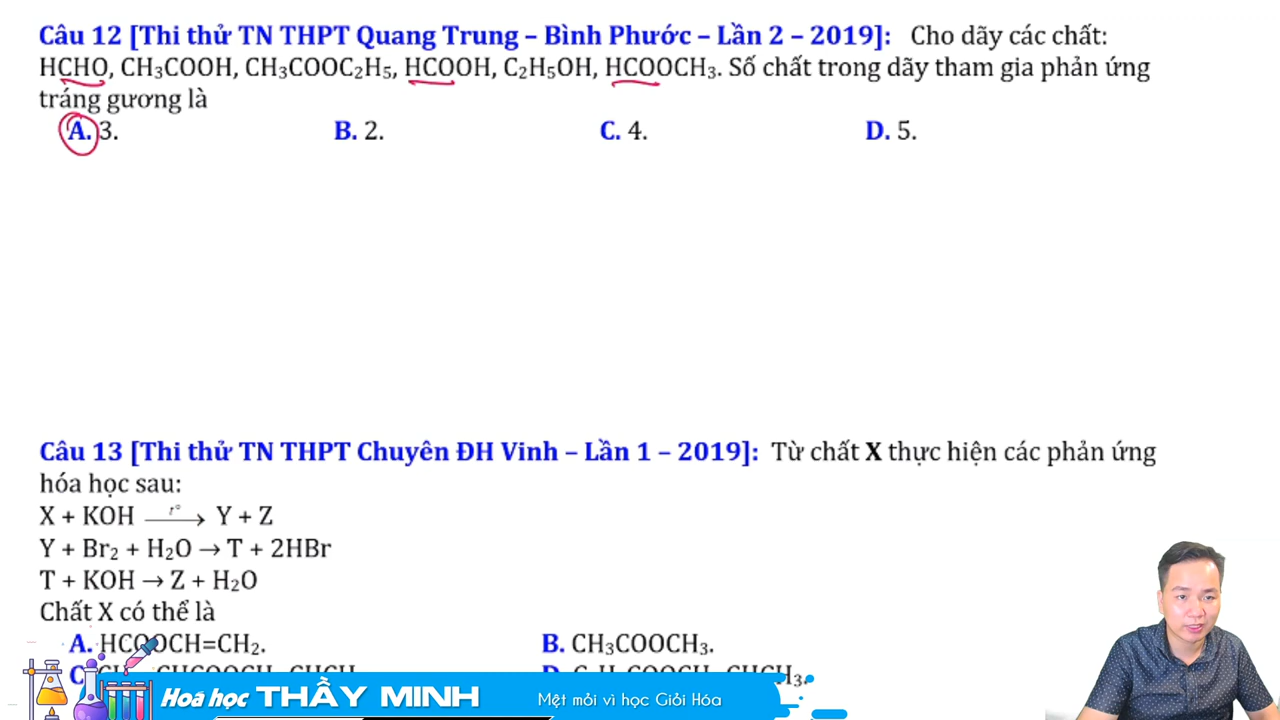 Câu 12 [Thi thử TN THPT Quang Trung – Bình Phước – Lần 2 – 2019]: Cho dãy các chất:
HCHO, CH₃COOH, CH₃COOC₂H₅, HCOOH, C₂H₅OH, HCOOCH₃. Số chất trong dãy tham gia phản ứng
tráng gương là
A. 3. B. 2. C. 4. D. 5.
Câu 13 [Thi thử TN THPT Chuyên ĐH Vinh – Lần 1 – 2019]: Từ chất X thực hiện các phản ứng
hóa học sau:
X + KOH —t°→ Y + Z
Y + Br₂ + H₂O → T + 2HBr
T + KOH → Z + H₂O
Chất X có thể là
A. HCOOCH=CH₂. B. CH₃COOCH₃.
Hoá học THẦY MINH Mệt mỏi vì học Giỏi Hóa